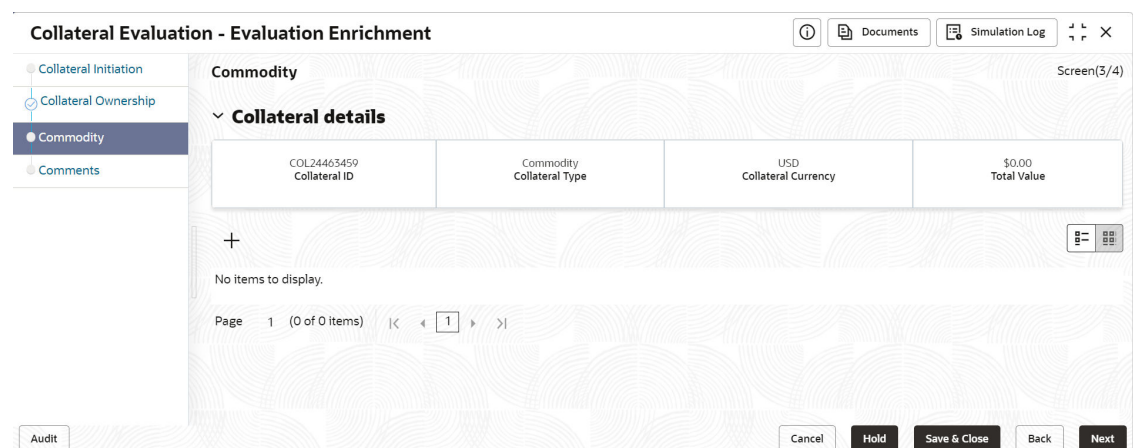 Collateral Evaluation - Evaluation Enrichment
Documents
Simulation Log
Collateral Initiation
Collateral Ownership
Commodity
Comments
Commodity
Screen(3/4)
Collateral details
COL24463459
Collateral ID
Commodity
Collateral Type
USD
Collateral Currency
$0.00
Total Value
No items to display.
Page 1 (0 of 0 items) 1
Audit
Cancel
Hold
Save & Close
Back
Next